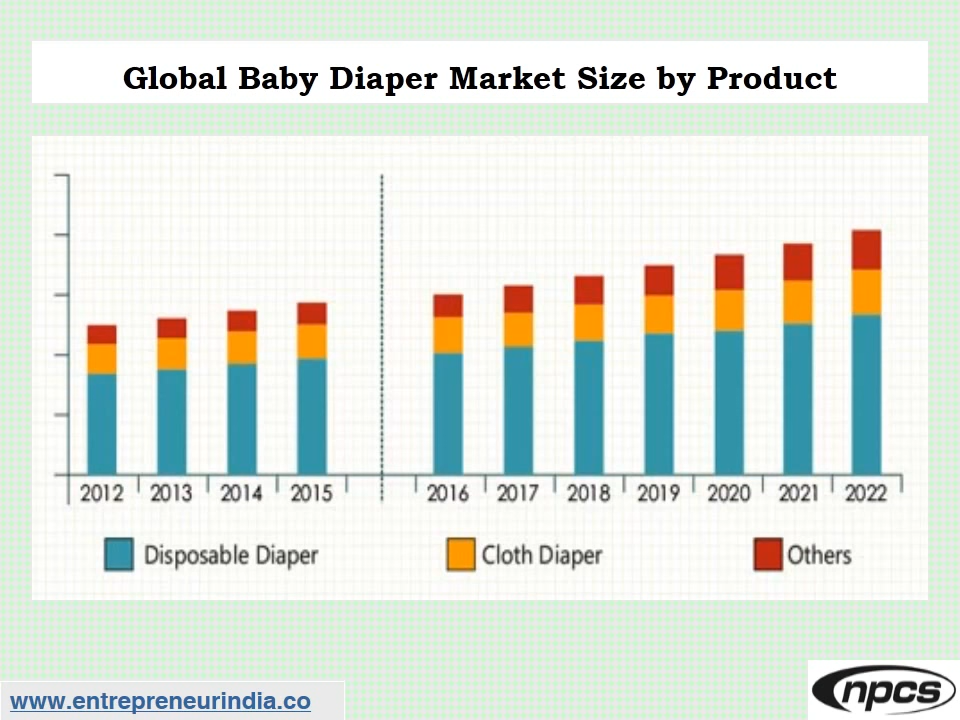 Global Baby Diaper Market Size by Product
2012 2013 2014 2015 2016 2017 2018 2019 2020 2021 2022
Disposable Diaper Cloth Diaper Others
www.entrepreneurindia.co
npcs